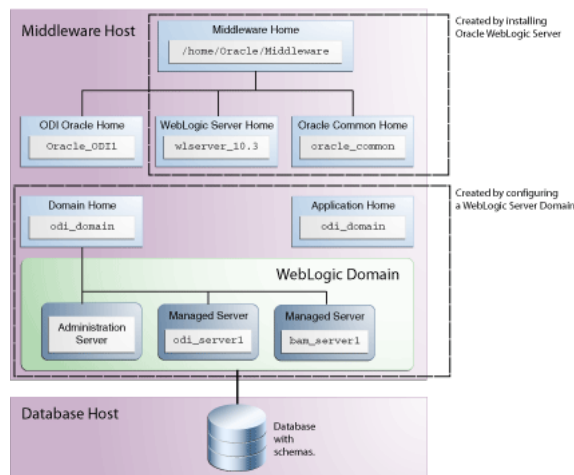 Middleware Host
Middleware Home
/home/Oracle/Middleware
Created by installing
Oracle WebLogic Server
ODI Oracle Home
Oracle_ODI1
WebLogic Server Home
wlserver_10.3
Oracle Common Home
oracle_common
Created by configuring
a WebLogic Server Domain
Domain Home
odi_domain
Application Home
odi_domain
WebLogic Domain
Administration
Server
Managed Server
odi_server1
Managed Server
bam_server1
Database Host
Database
with
schemas.